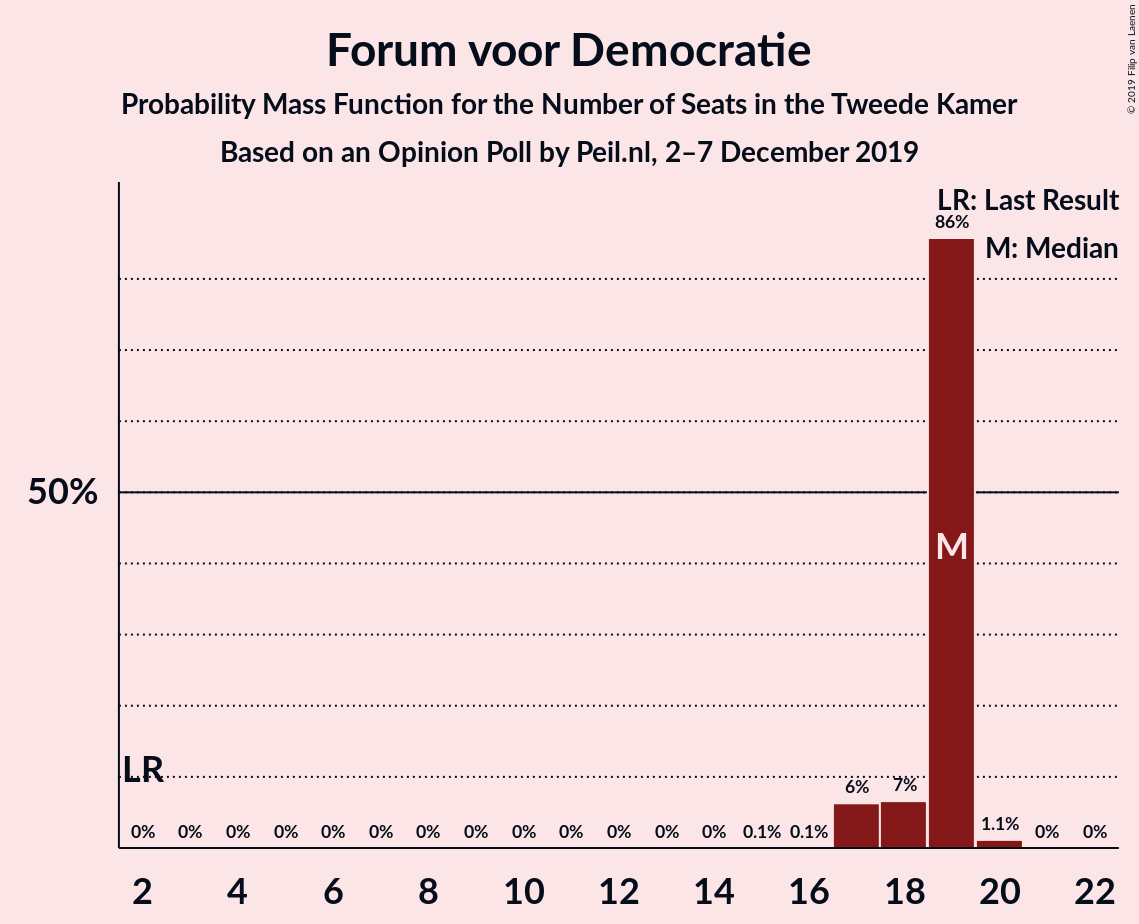 Forum voor Democratie
Probability Mass Function for the Number of Seats in the Tweede Kamer
Based on an Opinion Poll by Peil.nl, 2–7 December 2019
© 2019 Filip van Laenen
LR: Last Result
86%
M: Median
50%
M
LR
6% 7%
0% 0% 0% 0% 0% 0% 0% 0% 0% 0% 0% 0% 0% 0.1% 0.1% 1.1% 0% 0%
2 4 6 8 10 12 14 16 18 20 22